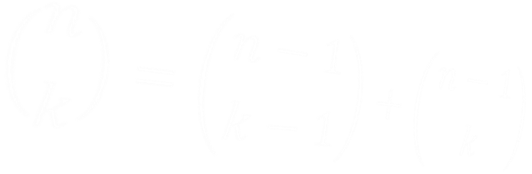 (n k) = (n - 1 k - 1) + (n - 1 k)